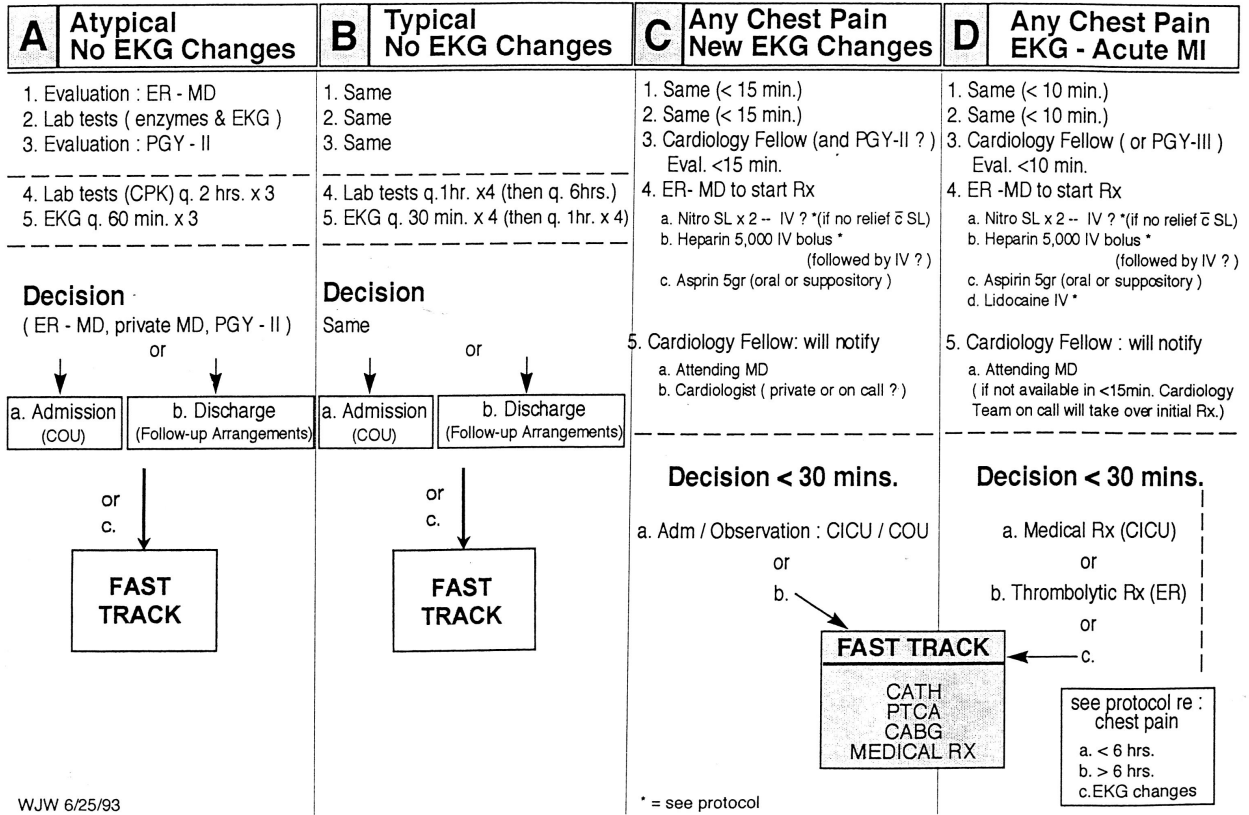 A Atypical
No EKG Changes
1. Evaluation : ER - MD
2. Lab tests ( enzymes & EKG )
3. Evaluation : PGY - II
4. Lab tests (CPK) q. 2 hrs. x 3
5. EKG q. 60 min. x 3
Decision
( ER - MD, private MD, PGY - II )
or
a. Admission
(COU)
b. Discharge
(Follow-up Arrangements)
or
c.
FAST
TRACK
WJW 6/25/93
B Typical
No EKG Changes
1. Same
2. Same
3. Same
4. Lab tests q.1hr. x4 (then q. 6hrs.)
5. EKG q. 30 min. x 4 (then q. 1hr. x 4)
Decision
Same
or
a. Admission
(COU)
b. Discharge
(Follow-up Arrangements)
or
c.
FAST
TRACK
C Any Chest Pain
New EKG Changes
1. Same (< 15 min.)
2. Same (< 15 min.)
3. Cardiology Fellow (and PGY-II ? )
Eval. <15 min.
4. ER- MD to start Rx
a. Nitro SL x 2 -- IV ? *(if no relief c̅ SL)
b. Heparin 5,000 IV bolus *
(followed by IV ? )
c. Asprin 5gr (oral or suppository )
5. Cardiology Fellow: will notify
a. Attending MD
b. Cardiologist ( private or on call ? )
Decision < 30 mins.
a. Adm / Observation : CICU / COU
or
b.
FAST TRACK
CATH
PTCA
CABG
MEDICAL RX
* = see protocol
D Any Chest Pain
EKG - Acute MI
1. Same (< 10 min.)
2. Same (< 10 min.)
3. Cardiology Fellow ( or PGY-III )
Eval. <10 min.
4. ER -MD to start Rx
a. Nitro SL x 2 -- IV ? *(if no relief c̅ SL)
b. Heparin 5,000 IV bolus *
(followed by IV ? )
c. Aspirin 5gr (oral or suppository )
d. Lidocaine IV *
5. Cardiology Fellow : will notify
a. Attending MD
( if not available in <15min. Cardiology
Team on call will take over initial Rx.)
Decision < 30 mins.
a. Medical Rx (CICU)
or
b. Thrombolytic Rx (ER)
or
c.
see protocol re :
chest pain
a. < 6 hrs.
b. > 6 hrs.
c.EKG changes